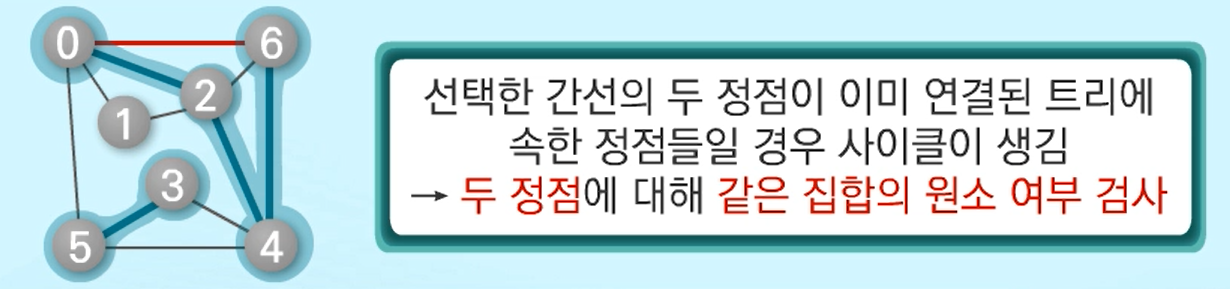 0
6
2
1
3
5
4
선택한 간선의 두 정점이 이미 연결된 트리에
속한 정점들일 경우 사이클이 생김
→ 두 정점에 대해 같은 집합의 원소 여부 검사